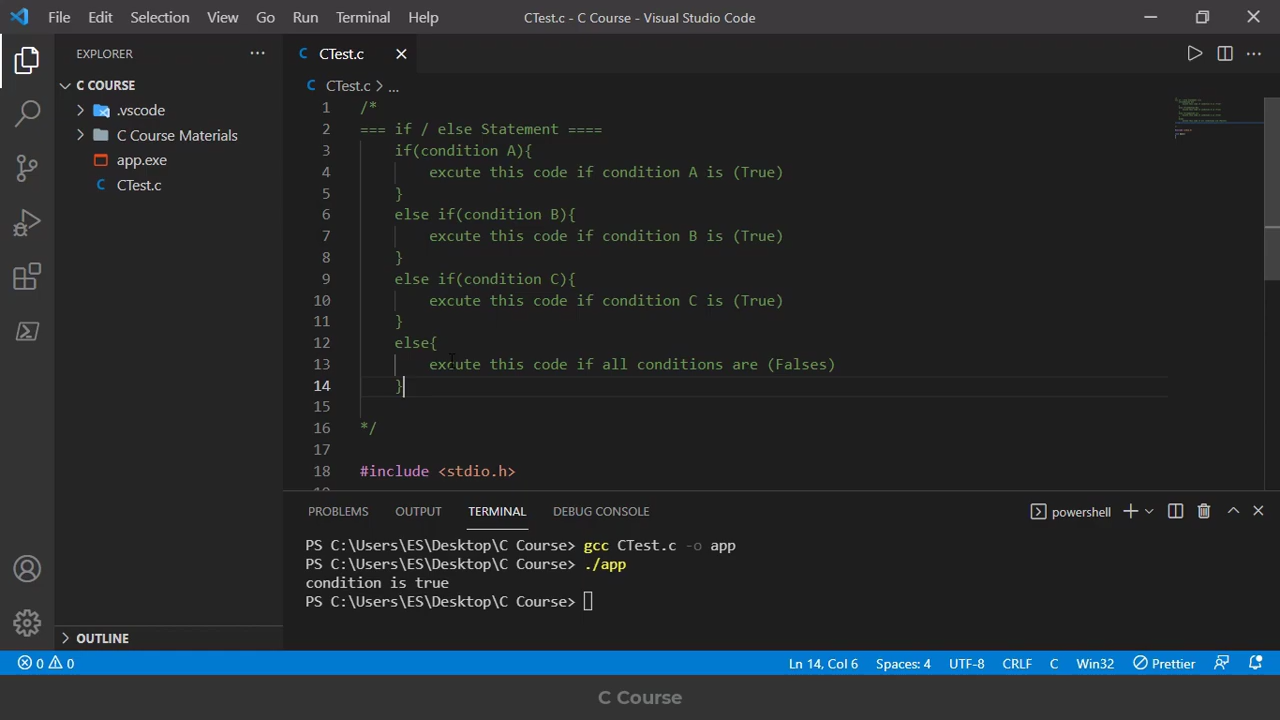 File Edit Selection View Go Run Terminal Help CTest.c - C Course - Visual Studio Code
EXPLORER
C COURSE
.vscode
C Course Materials
app.exe
CTest.c
CTest.c
CTest.c > ...
1 /*
2 === if / else Statement ====
3 if(condition A){
4 excute this code if condition A is (True)
5 }
6 else if(condition B){
7 excute this code if condition B is (True)
8 }
9 else if(condition C){
10 excute this code if condition C is (True)
11 }
12 else{
13 excute this code if all conditions are (Falses)
14 }
15
16 */
17
18 #include <stdio.h>
PROBLEMS OUTPUT TERMINAL DEBUG CONSOLE powershell
PS C:\Users\ES\Desktop\C Course> gcc CTest.c -o app
PS C:\Users\ES\Desktop\C Course> ./app
condition is true
PS C:\Users\ES\Desktop\C Course>
OUTLINE
0 0 Ln 14, Col 6 Spaces: 4 UTF-8 CRLF C Win32 Prettier
C Course